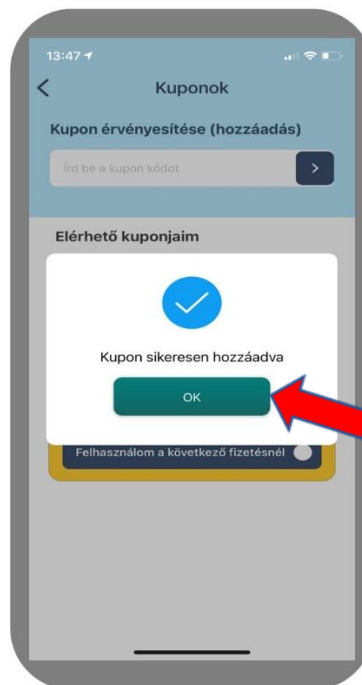 13:47
Kuponok
Kupon érvényesítése (hozzáadás)
Írd be a kupon kódot
Elérhető kuponjaim
Kupon sikeresen hozzáadva
OK
Felhasználom a következő fizetésnél